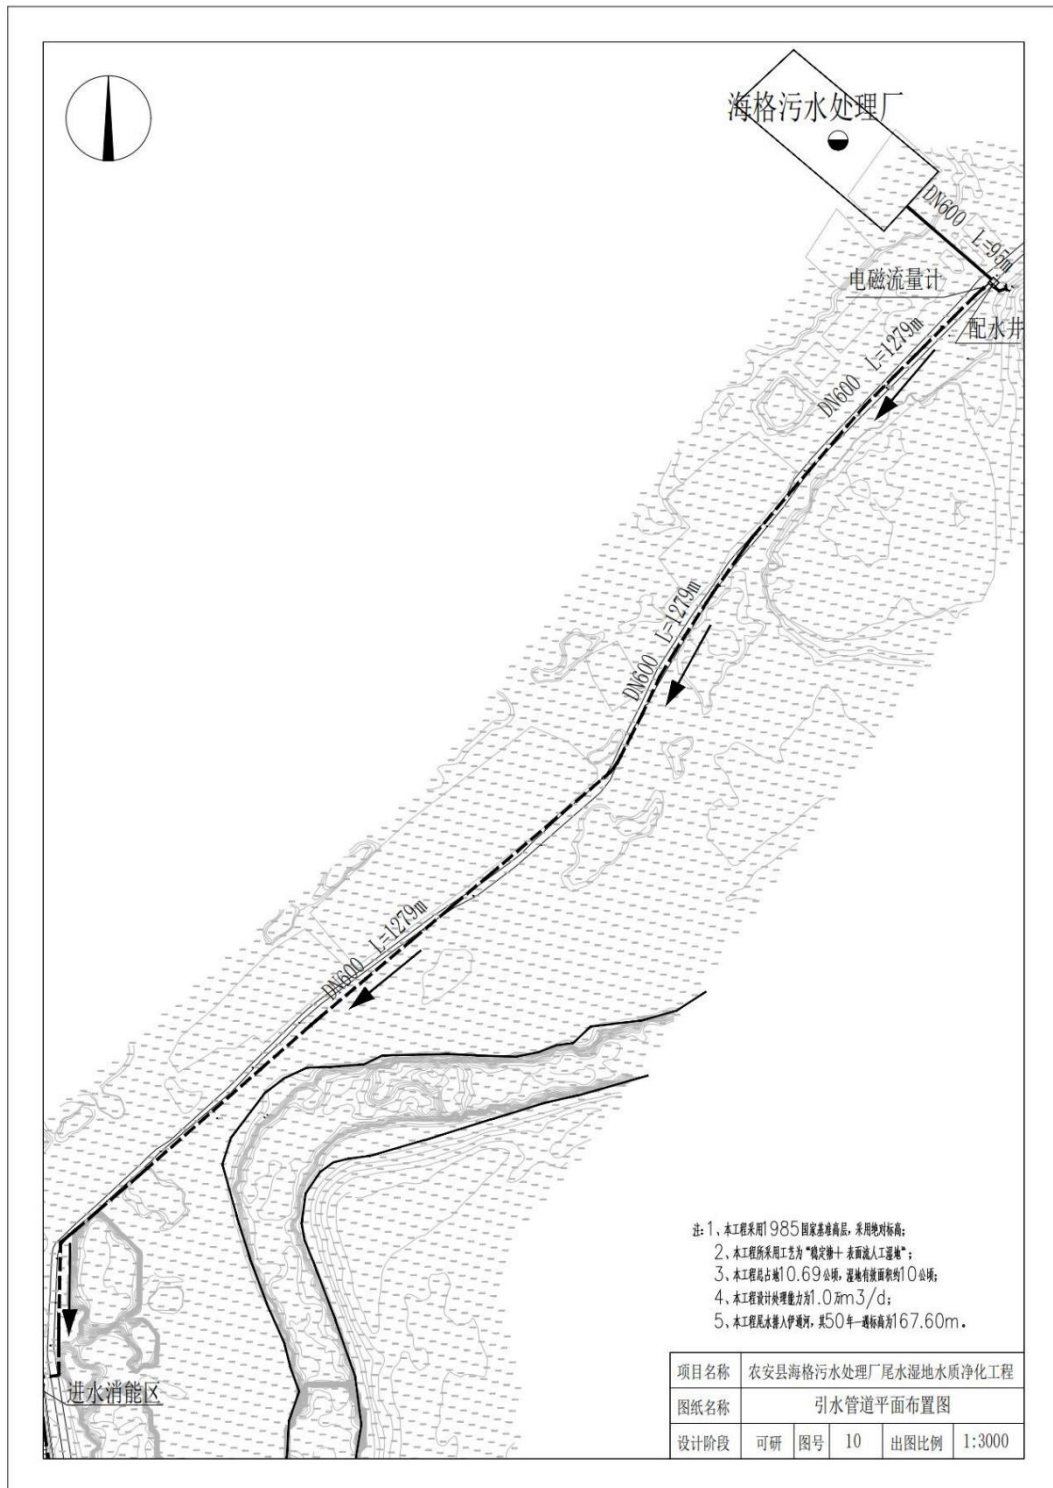 海格污水处理厂
DN600 L=95m
电磁流量计
配水井
DN600 L=1279m
DN600 L=1279m
DN600 L=1279m
进水消能区
注:1、本工程采用1985国家基准高层,采用绝对标高;
2、本工程所采用工艺为"稳定塘+ 表面流人工湿地";
3、本工程总占地10.69公顷,湿地有效面积约10公顷;
4、本工程设计处理能力为1.0万m3/d;
5、本工程尾水排入伊通河,其50年一遇标高为167.60m。
项目名称 农安县海格污水处理厂尾水湿地水质净化工程
图纸名称 引水管道平面布置图
设计阶段 可研 图号 10 出图比例 1:3000